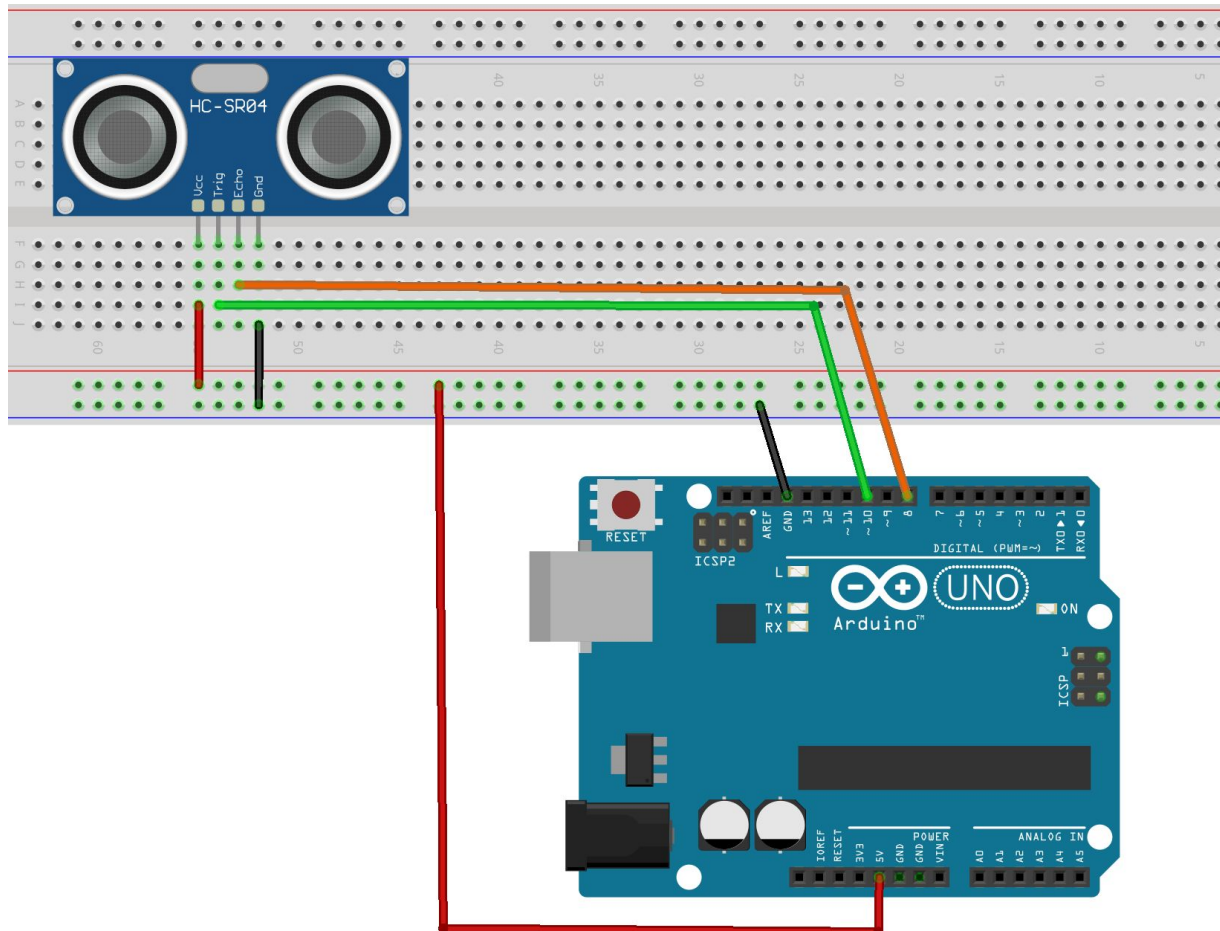 40 35 30 25 20 15 10 5
HC-SR04
A
B
C
D
E
Vcc Trig Echo Gnd
F
G
H
I
J
60 50 45 40 35 30 25 20 15 10 5
AREF GND 13 12 ~11 ~10 ~9 8 7 ~6 ~5 4 ~3 2 TX0▶1 RX0◀0
RESET
ICSP2
DIGITAL (PWM=~)
L
TX
RX
UNO
Arduino™
ON
1
ICSP
POWER
ANALOG IN
IOREF RESET 3V3 5V GND GND VIN A0 A1 A2 A3 A4 A5